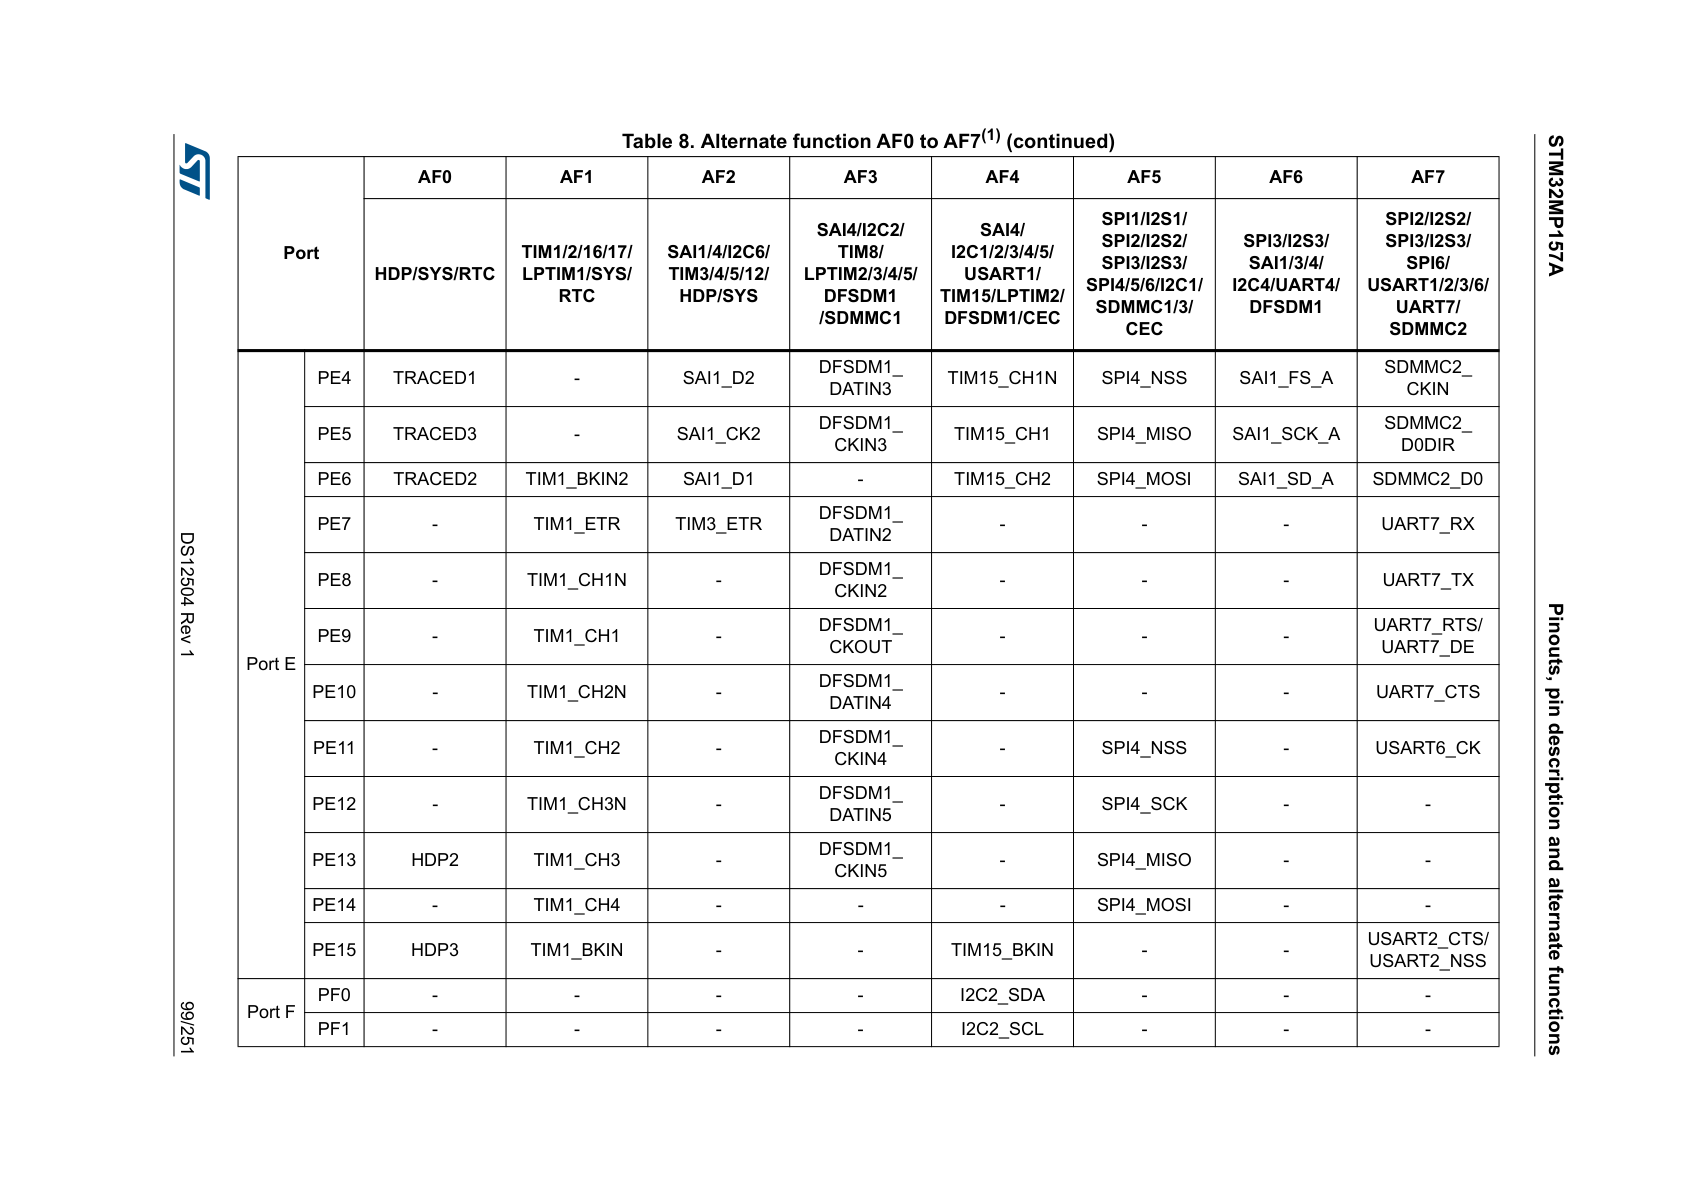 Table 8. Alternate function AF0 to AF7(1) (continued)
Port
AF0
AF1
AF2
AF3
AF4
AF5
AF6
AF7
HDP/SYS/RTC
TIM1/2/16/17/
LPTIM1/SYS/
RTC
SAI1/4/I2C6/
TIM3/4/5/12/
HDP/SYS
SAI4/I2C2/
TIM8/
LPTIM2/3/4/5/
DFSDM1
/SDMMC1
SAI4/
I2C1/2/3/4/5/
USART1/
TIM15/LPTIM2/
DFSDM1/CEC
SPI1/I2S1/
SPI2/I2S2/
SPI3/I2S3/
SPI4/5/6/I2C1/
SDMMC1/3/
CEC
SPI3/I2S3/
SAI1/3/4/
I2C4/UART4/
DFSDM1
SPI2/I2S2/
SPI3/I2S3/
SPI6/
USART1/2/3/6/
UART7/
SDMMC2
Port E
PE4
TRACED1
-
SAI1_D2
DFSDM1_
DATIN3
TIM15_CH1N
SPI4_NSS
SAI1_FS_A
SDMMC2_
CKIN
PE5
TRACED3
-
SAI1_CK2
DFSDM1_
CKIN3
TIM15_CH1
SPI4_MISO
SAI1_SCK_A
SDMMC2_
D0DIR
PE6
TRACED2
TIM1_BKIN2
SAI1_D1
-
TIM15_CH2
SPI4_MOSI
SAI1_SD_A
SDMMC2_D0
PE7
-
TIM1_ETR
TIM3_ETR
DFSDM1_
DATIN2
-
-
-
UART7_RX
PE8
-
TIM1_CH1N
-
DFSDM1_
CKIN2
-
-
-
UART7_TX
PE9
-
TIM1_CH1
-
DFSDM1_
CKOUT
-
-
-
UART7_RTS/
UART7_DE
PE10
-
TIM1_CH2N
-
DFSDM1_
DATIN4
-
-
-
UART7_CTS
PE11
-
TIM1_CH2
-
DFSDM1_
CKIN4
-
SPI4_NSS
-
USART6_CK
PE12
-
TIM1_CH3N
-
DFSDM1_
DATIN5
-
SPI4_SCK
-
-
PE13
HDP2
TIM1_CH3
-
DFSDM1_
CKIN5
-
SPI4_MISO
-
-
PE14
-
TIM1_CH4
-
-
-
SPI4_MOSI
-
-
PE15
HDP3
TIM1_BKIN
-
-
TIM15_BKIN
-
-
USART2_CTS/
USART2_NSS
Port F
PF0
-
-
-
-
I2C2_SDA
-
-
-
PF1
-
-
-
-
I2C2_SCL
-
-
-
STM32MP157A
Pinouts, pin description and alternate functions
ST
DS12504 Rev 1
99/251